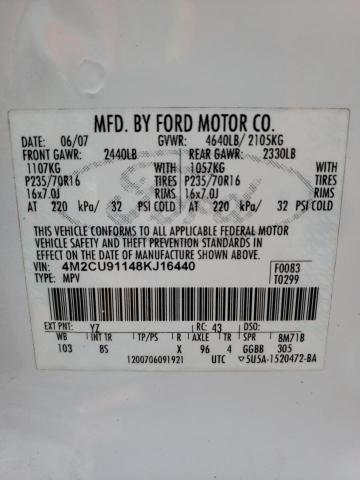 MFD. BY FORD MOTOR CO.
DATE: 06/07 GVWR: 4640LB/ 2105KG
FRONT GAWR: 2440LB REAR GAWR: 2330LB
1107KG 1057KG
P235/70R16 TIRES P235/70R16 TIRES
16x7.0J RIMS 16x7.0J RIMS
AT 220 kPa/ 32 PSI COLD AT 220 kPa/ 32 PSI COLD
THIS VEHICLE CONFORMS TO ALL APPLICABLE FEDERAL MOTOR
VEHICLE SAFETY AND THEFT PREVENTION STANDARDS IN
EFFECT ON THE DATE OF MANUFACTURE SHOWN ABOVE.
VIN: 4M2CU91148KJ16440 F0083
TYPE: MPV T0299
EXT PNT: YZ RC: 43 DSO:
WB INT TR TP/PS R AXLE TR SPR BM71B
103 8S X 96 4 GGBB 305
1200706091921 UTC 5U5A-1520472-BA